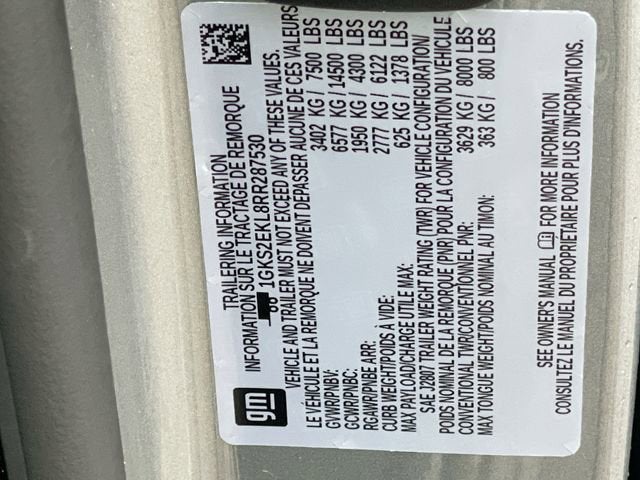 gm
TRAILERING INFORMATION
INFORMATION SUR LE TRACTAGE DE REMORQUE
1GKS2EKL8RR287530
VEHICLE AND TRAILER MUST NOT EXCEED ANY OF THESE VALUES.
LE VÉHICULE ET LA REMORQUE NE DOIVENT DEPASSER AUCUNE DE CES VALEURS
GVWR/PNBV: 3402 KG/ 7500 LBS
GCWR/PNBC: 6577 KG/ 14500 LBS
RGAWR/PNBE ARR: 1950 KG/ 4300 LBS
CURB WEIGHT/POIDS À VIDE: 2777 KG/ 6122 LBS
MAX PAYLOAD/CHARGE UTILE MAX: 625 KG/ 1378 LBS
SAE J2807 TRAILER WEIGHT RATING (TWR) FOR VEHICLE CONFIGURATION
POIDS NOMINAL DE LA REMORQUE (PNR) POUR LA CONFIGURATION DU VÉHICULE
CONVENTIONAL TWR/CONVENTIONNEL PNR: 3629 KG/ 8000 LBS
MAX TONGUE WEIGHT/POIDS NOMINAL AU TIMON: 363 KG/ 800 LBS
SEE OWNER'S MANUAL FOR MORE INFORMATION
CONSULTEZ LE MANUEL DU PROPRIÉTAIRE POUR PLUS D'INFORMATIONS.